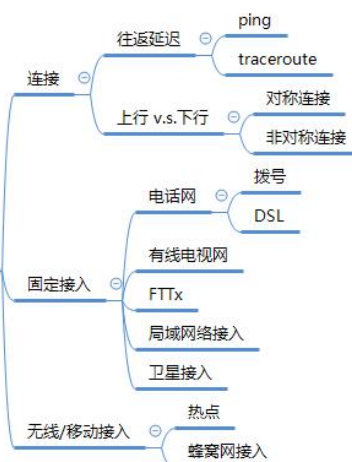 连接
往返延迟
ping
traceroute
上行 v.s.下行
对称连接
非对称连接
固定接入
电话网
拨号
DSL
有线电视网
FTTx
局域网络接入
卫星接入
无线/移动接入
热点
蜂窝网接入